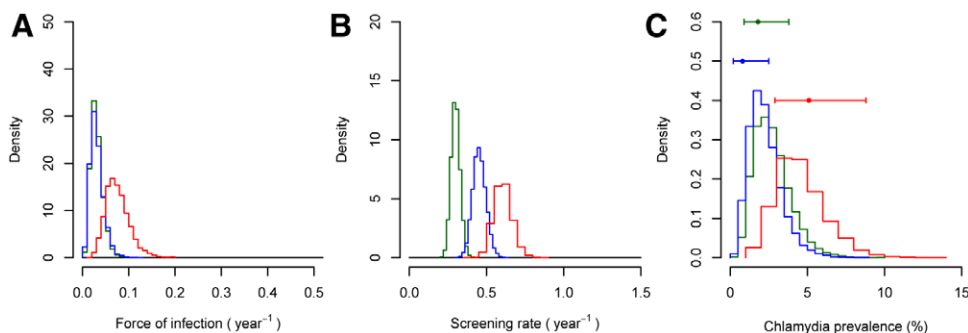 A
B
C
Density
50
40
30
20
10
0
0.0 0.1 0.2 0.3 0.4 0.5
Force of infection ( year⁻¹ )
Density
20
15
10
5
0
0.0 0.5 1.0 1.5
Screening rate ( year⁻¹ )
Density
0.6
0.5
0.4
0.3
0.2
0.1
0.0
0 5 10 15
Chlamydia prevalence (%)